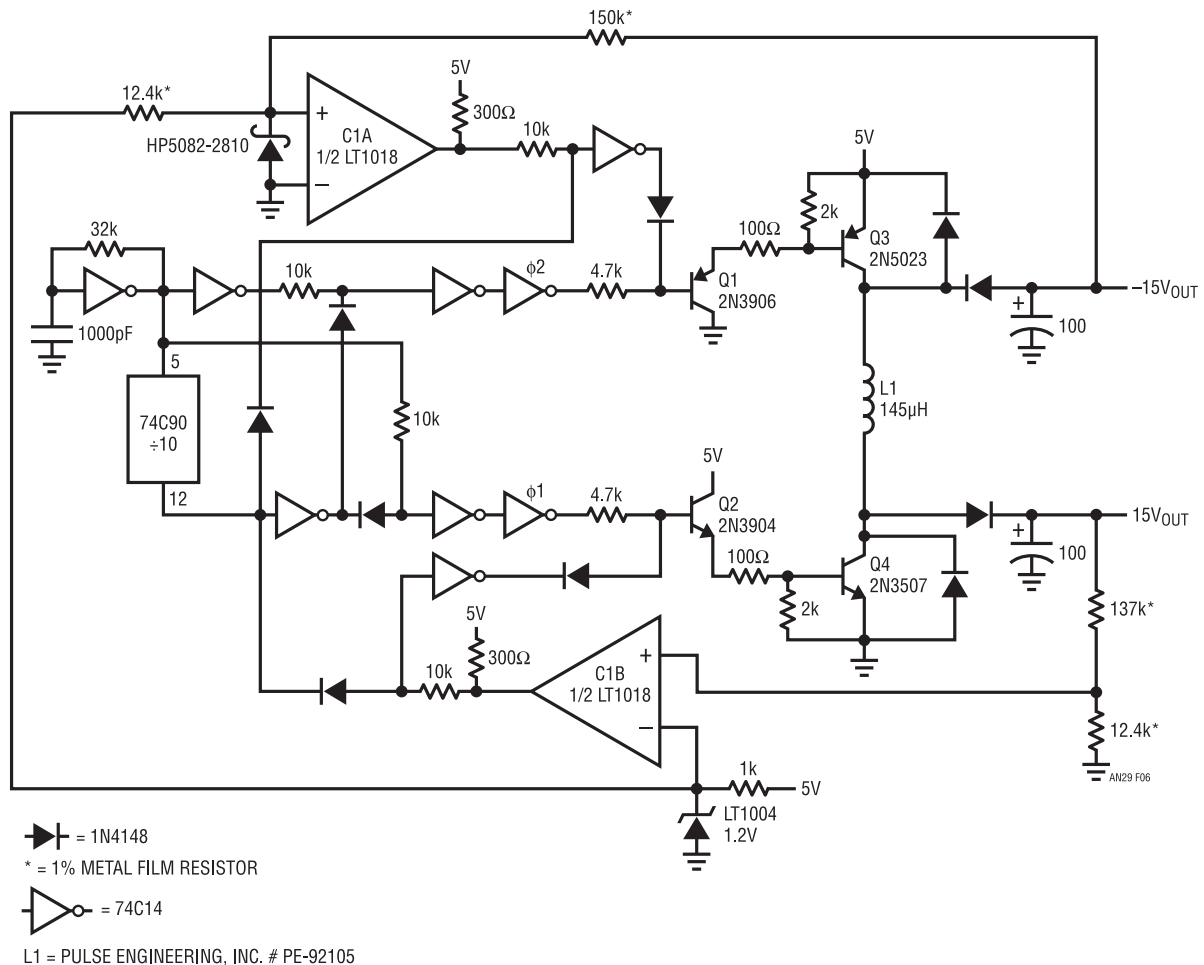 150k*
12.4k*
5V
300Ω
10k
C1A
1/2 LT1018
+
−
HP5082-2810
5V
2k
Q3
2N5023
100Ω
32k
10k
ϕ2
4.7k
Q1
2N3906
−15VOUT
+
100
1000pF
5
74C90
÷10
12
10k
L1
145µH
5V
ϕ1
4.7k
Q2
2N3904
15VOUT
+
100
100Ω
Q4
2N3507
2k
137k*
5V
300Ω
10k
C1B
1/2 LT1018
+
−
12.4k*
AN29 F06
1k
5V
LT1004
1.2V
= 1N4148
* = 1% METAL FILM RESISTOR
= 74C14
L1 = PULSE ENGINEERING, INC. # PE-92105